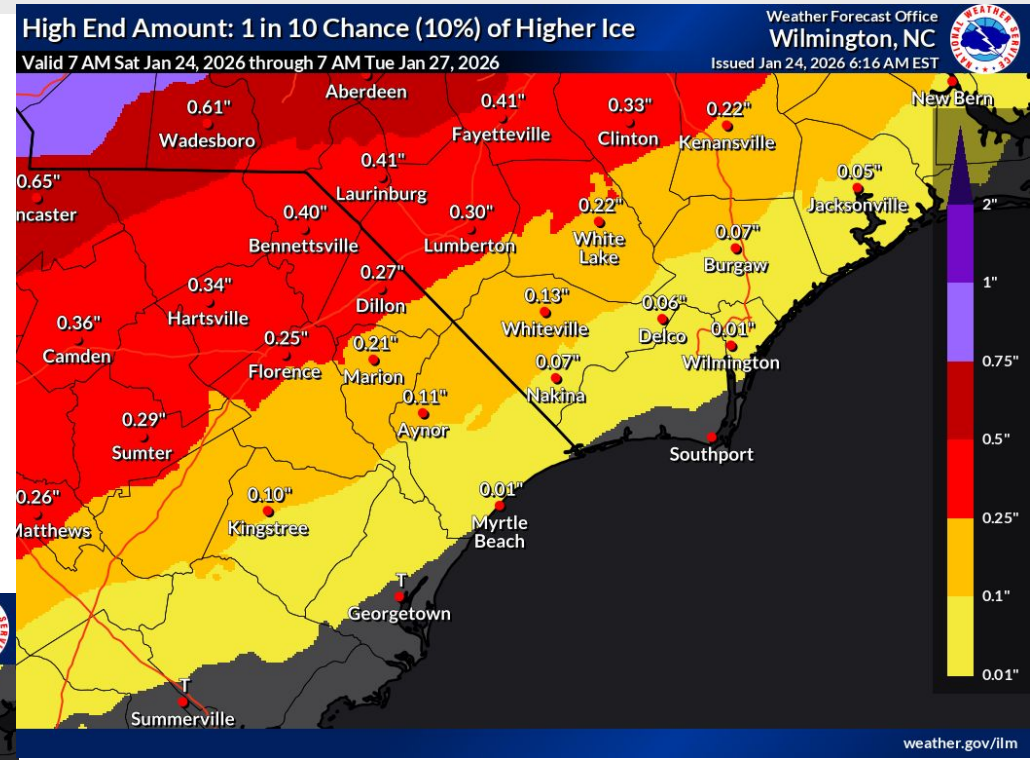 High End Amount: 1 in 10 Chance (10%) of Higher Ice
Valid 7 AM Sat Jan 24, 2026 through 7 AM Tue Jan 27, 2026
Weather Forecast Office
Wilmington, NC
Issued Jan 24, 2026 6:16 AM EST
NATIONAL WEATHER SERVICE
Aberdeen
New Bern
0.61"
Wadesboro
0.41"
Fayetteville
0.33"
Clinton
0.22"
Kenansville
0.65"
ncaster
0.41"
Laurinburg
0.05"
Jacksonville
0.40"
Bennettsville
0.30"
Lumberton
0.22"
White
Lake
0.07"
Burgaw
0.27"
Dillon
0.34"
Hartsville
0.13"
Whiteville
0.06"
Delco
0.01"
Wilmington
0.36"
Camden
0.25"
Florence
0.21"
Marion
0.07"
Nakina
0.11"
Aynor
0.29"
Sumter
Southport
0.26"
Matthews
0.10"
Kingstree
0.01"
Myrtle
Beach
T
Georgetown
T
Summerville
2"
1"
0.75"
0.5"
0.25"
0.1"
0.01"
weather.gov/ilm